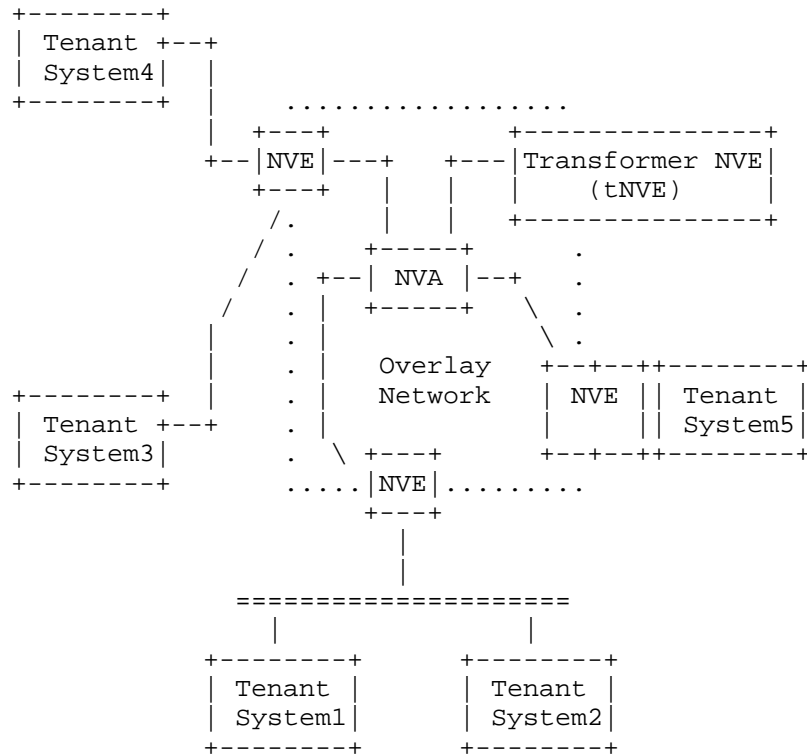 Tenant
System4
NVE
Transformer NVE
(tNVE)
NVA
Overlay
Network
NVE
Tenant
System5
Tenant
System3
NVE
Tenant
System1
Tenant
System2